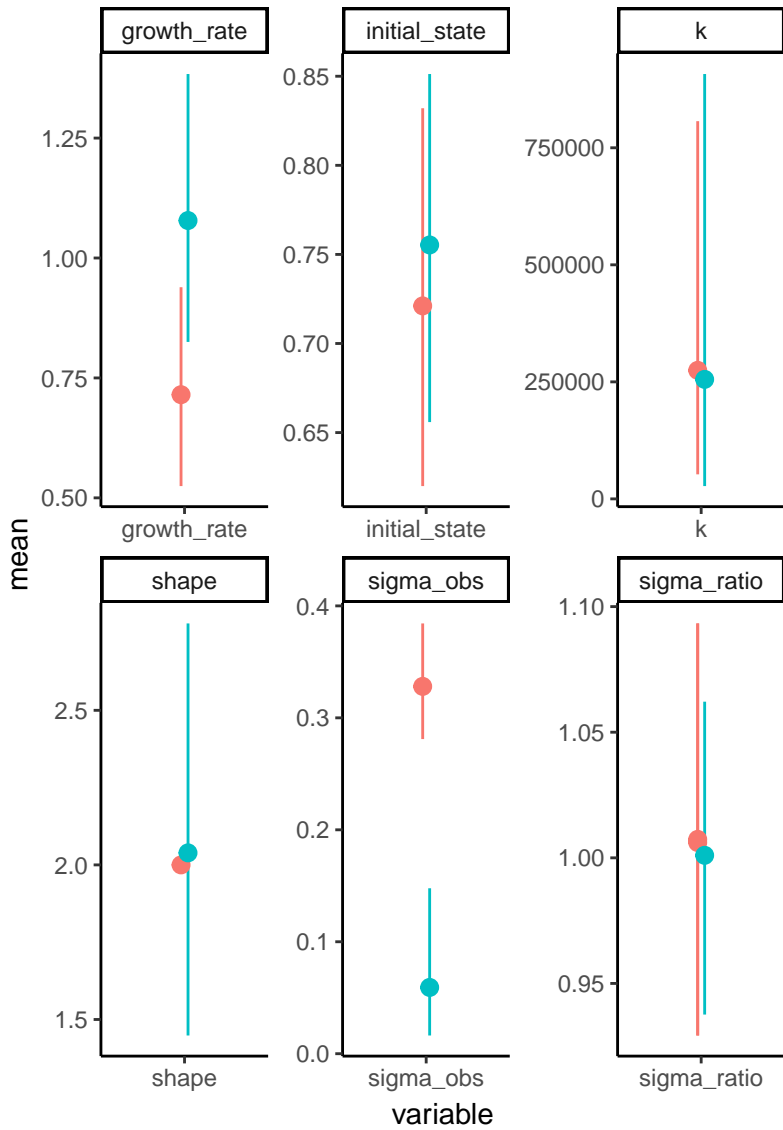 growth_rate
initial_state
k
1.25
1.00
0.75
0.50
0.85
0.80
0.75
0.70
0.65
750000
500000
250000
0
growth_rate
initial_state
k
mean
shape
sigma_obs
sigma_ratio
2.5
2.0
1.5
0.4
0.3
0.2
0.1
0.0
1.10
1.05
1.00
0.95
shape
sigma_obs
sigma_ratio
variable